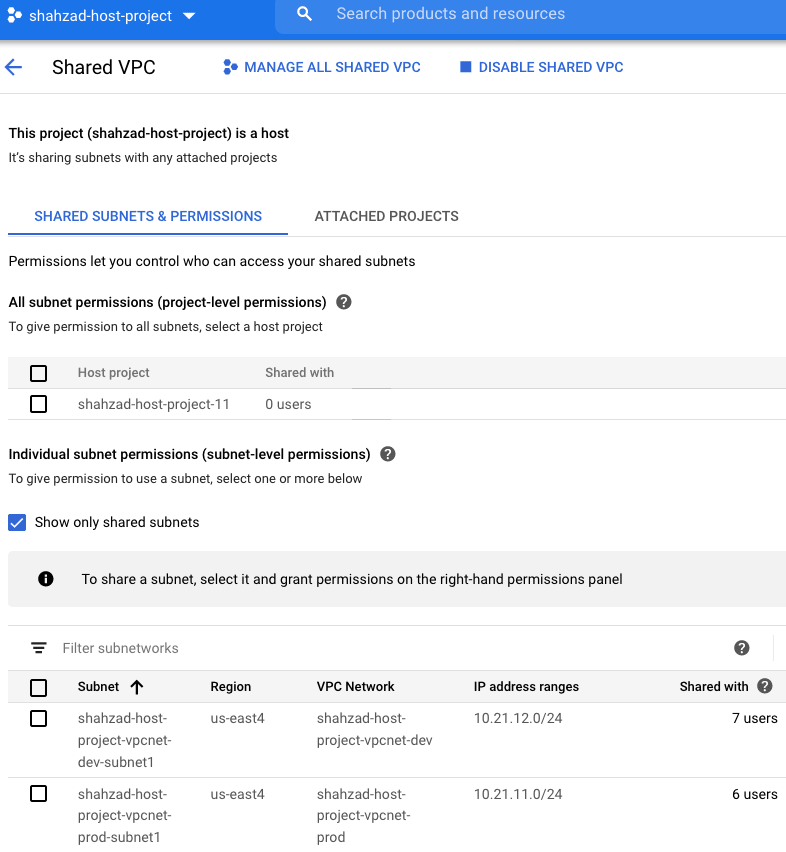 shahzad-host-project
Search products and resources
Shared VPC
MANAGE ALL SHARED VPC
DISABLE SHARED VPC
This project (shahzad-host-project) is a host
It's sharing subnets with any attached projects
SHARED SUBNETS & PERMISSIONS
ATTACHED PROJECTS
Permissions let you control who can access your shared subnets
All subnet permissions (project-level permissions) ?
To give permission to all subnets, select a host project
Host project Shared with
shahzad-host-project-11 0 users
Individual subnet permissions (subnet-level permissions) ?
To give permission to use a subnet, select one or more below
Show only shared subnets
To share a subnet, select it and grant permissions on the right-hand permissions panel
Filter subnetworks ?
Subnet Region VPC Network IP address ranges Shared with ?
shahzad-host- us-east4 shahzad-host- 10.21.12.0/24 7 users
project-vpcnet- project-vpcnet-dev
dev-subnet1
shahzad-host- us-east4 shahzad-host- 10.21.11.0/24 6 users
project-vpcnet- project-vpcnet-
prod-subnet1 prod